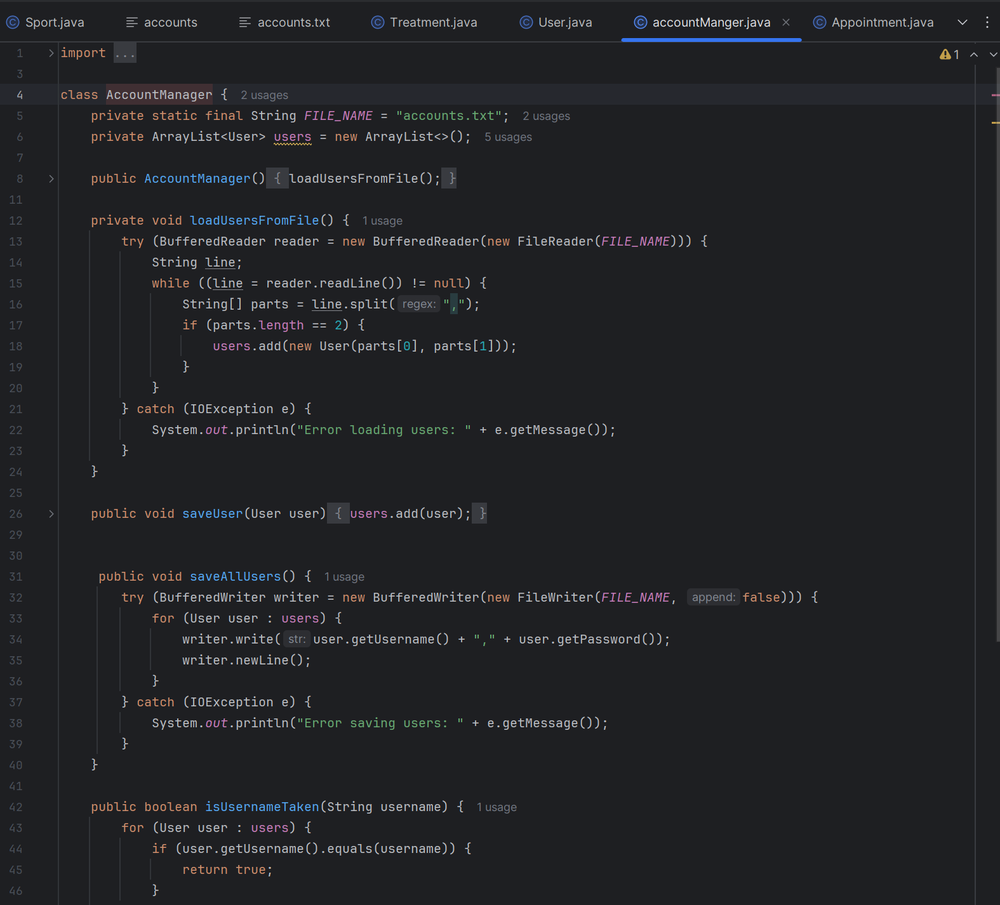 Sport.java accounts accounts.txt Treatment.java User.java accountManger.java Appointment.java
1 import ...
1
3
4 class AccountManager { 2 usages
5 private static final String FILE_NAME = "accounts.txt"; 2 usages
6 private ArrayList<User> users = new ArrayList<>(); 5 usages
7
8 public AccountManager() { loadUsersFromFile(); }
11
12 private void loadUsersFromFile() { 1 usage
13 try (BufferedReader reader = new BufferedReader(new FileReader(FILE_NAME))) {
14 String line;
15 while ((line = reader.readLine()) != null) {
16 String[] parts = line.split( regex: ",");
17 if (parts.length == 2) {
18 users.add(new User(parts[0], parts[1]));
19 }
20 }
21 } catch (IOException e) {
22 System.out.println("Error loading users: " + e.getMessage());
23 }
24 }
25
26 public void saveUser(User user) { users.add(user); }
29
30
31 public void saveAllUsers() { 1 usage
32 try (BufferedWriter writer = new BufferedWriter(new FileWriter(FILE_NAME, append: false))) {
33 for (User user : users) {
34 writer.write( str: user.getUsername() + "," + user.getPassword());
35 writer.newLine();
36 }
37 } catch (IOException e) {
38 System.out.println("Error saving users: " + e.getMessage());
39 }
40 }
41
42 public boolean isUsernameTaken(String username) { 1 usage
43 for (User user : users) {
44 if (user.getUsername().equals(username)) {
45 return true;
46 }